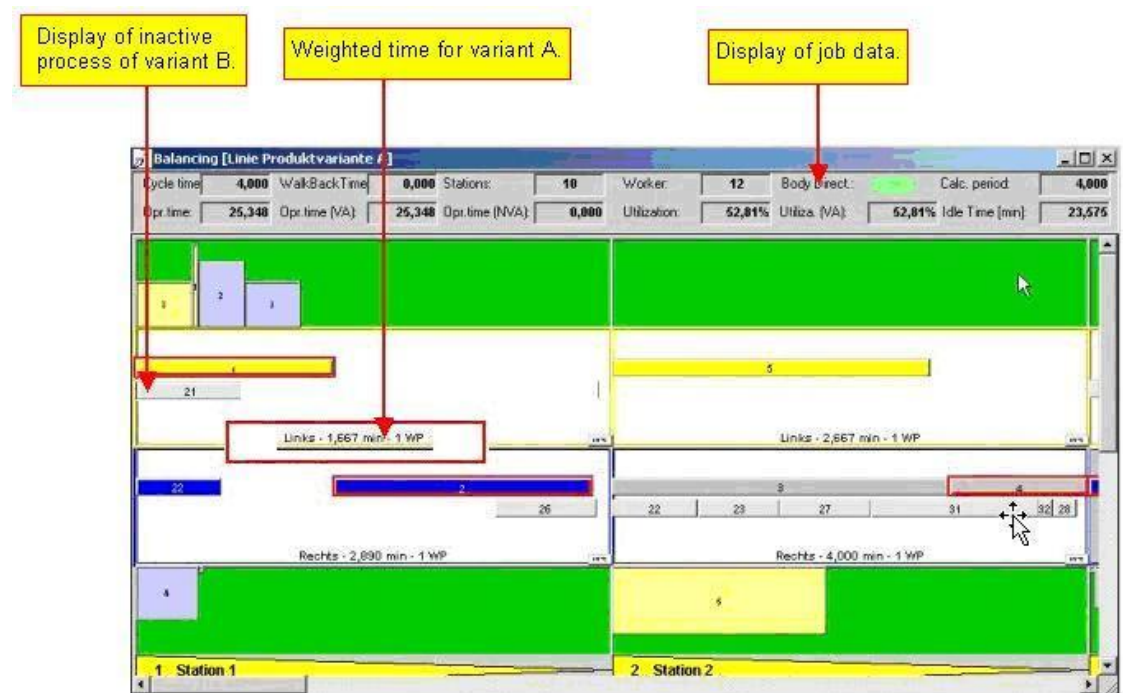 Display of inactive
process of variant B.
Weighted time for variant A.
Display of job data.
Balancing [Linie Produktvariante A]
Cycle time 4,000 WalkBackTime 0,000 Stations: 10 Worker: 12 Body Direct.: Calc. period: 4,000
Opr.time: 25,348 Opr.time (VA): 25,348 Opr.time (NVA): 0,000 Utilization: 52,81% Utiliza. (VA): 52,81% Idle Time [min]: 23,575
2
3
1 5
21
Links - 1,667 min - 1 WP Links - 2,667 min - 1 WP
22 2 3 4
26 22 23 27 31 32 28
Rechts - 2,890 min - 1 WP Rechts - 4,000 min - 1 WP
1 Station 1 2 Station 2